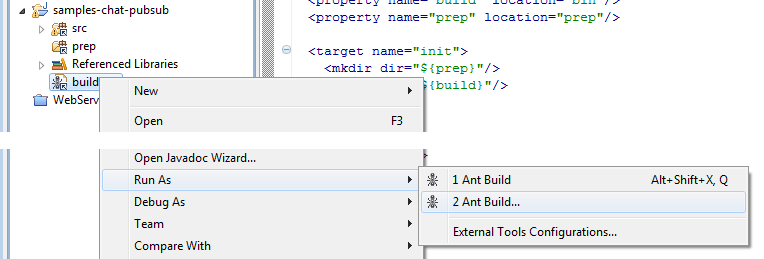 samples-chat-pubsub
src
prep
Referenced Libraries
build
WebServ
<property name="build" location="bin"/>
<property name="prep" location="prep"/>
<target name="init">
<mkdir dir="${prep}"/>
${build}"/>
New
Open F3
Open Javadoc Wizard...
Run As
Debug As
Team
Compare With
1 Ant Build Alt+Shift+X, Q
2 Ant Build...
External Tools Configurations...